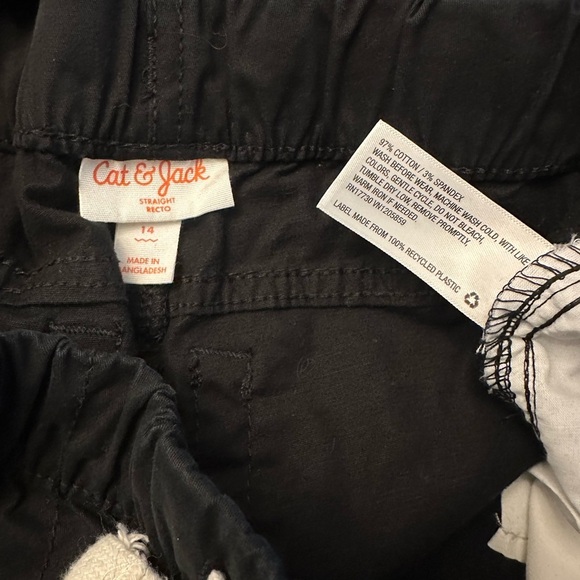 Cat & Jack
STRAIGHT
RECTO
14
MADE IN
BANGLADESH
97% COTTON / 3% SPANDEX
WASH BEFORE WEAR, MACHINE WASH COLD, WITH LIKE
COLORS, GENTLE CYCLE. DO NOT BLEACH,
TUMBLE DRY LOW, REMOVE PROMPTLY,
WARM IRON IF NEEDED.
RN17730 VN1205859
LABEL MADE FROM 100% RECYCLED PLASTIC